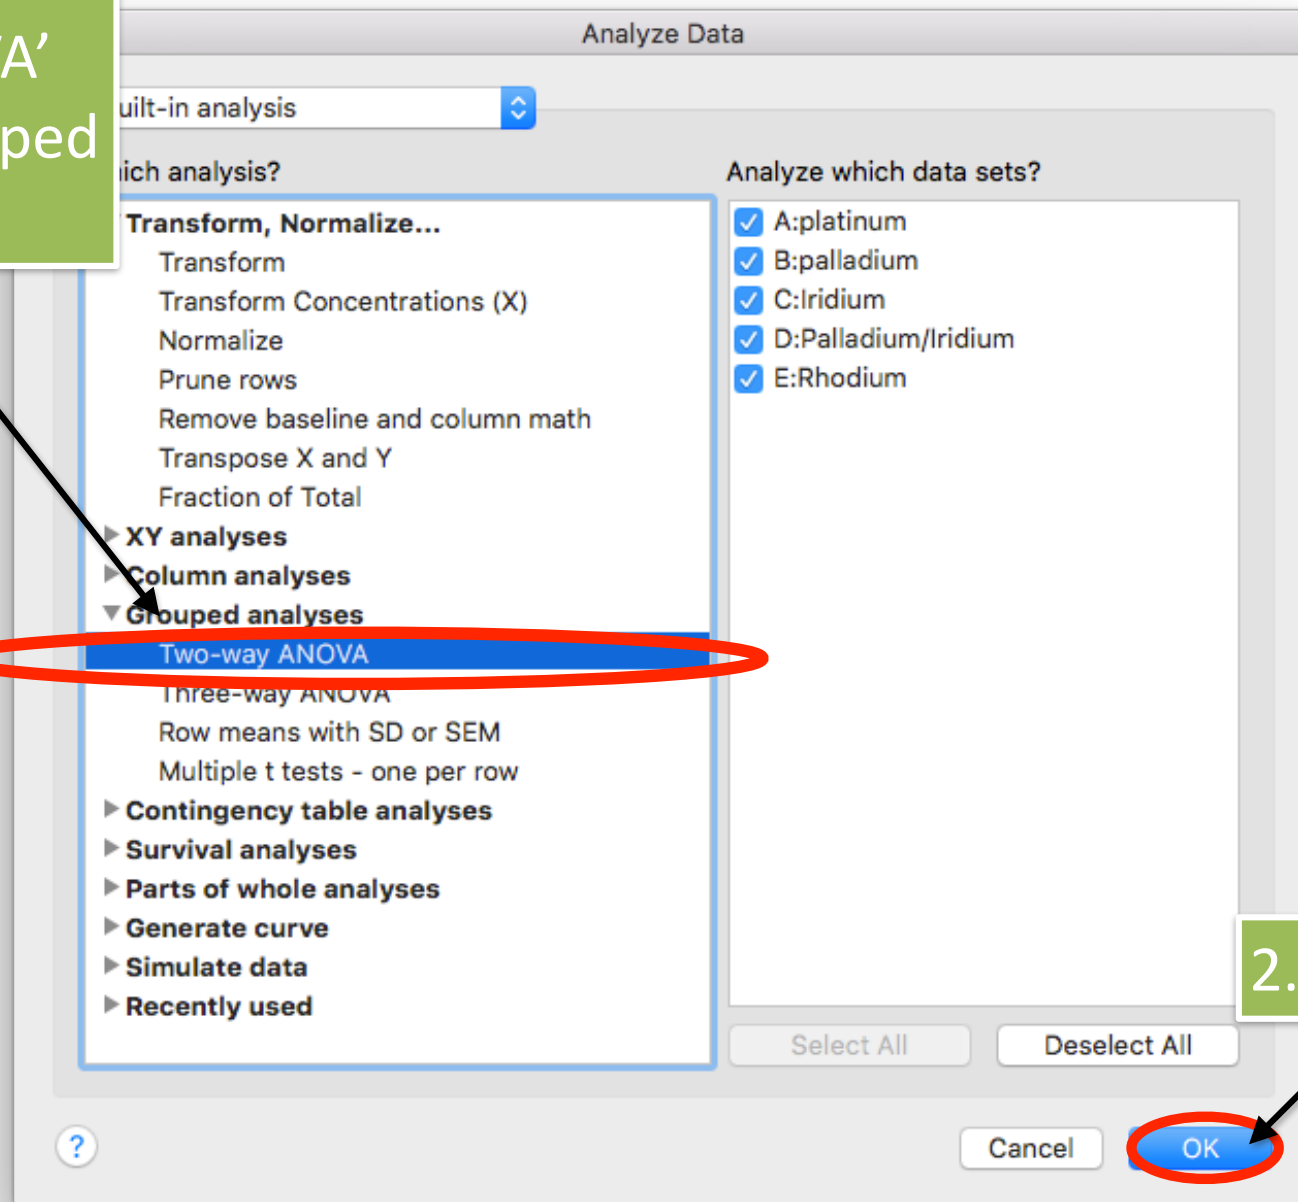 Analyze Data
A’
ped
uilt-in analysis
ich analysis?
Transform, Normalize...
Transform
Transform Concentrations (X)
Normalize
Prune rows
Remove baseline and column math
Transpose X and Y
Fraction of Total
XY analyses
Column analyses
Grouped analyses
Two-way ANOVA
Three-way ANOVA
Row means with SD or SEM
Multiple t tests - one per row
Contingency table analyses
Survival analyses
Parts of whole analyses
Generate curve
Simulate data
Recently used
Analyze which data sets?
A:platinum
B:palladium
C:Iridium
D:Palladium/Iridium
E:Rhodium
2.
Select All
Deselect All
?
Cancel
OK